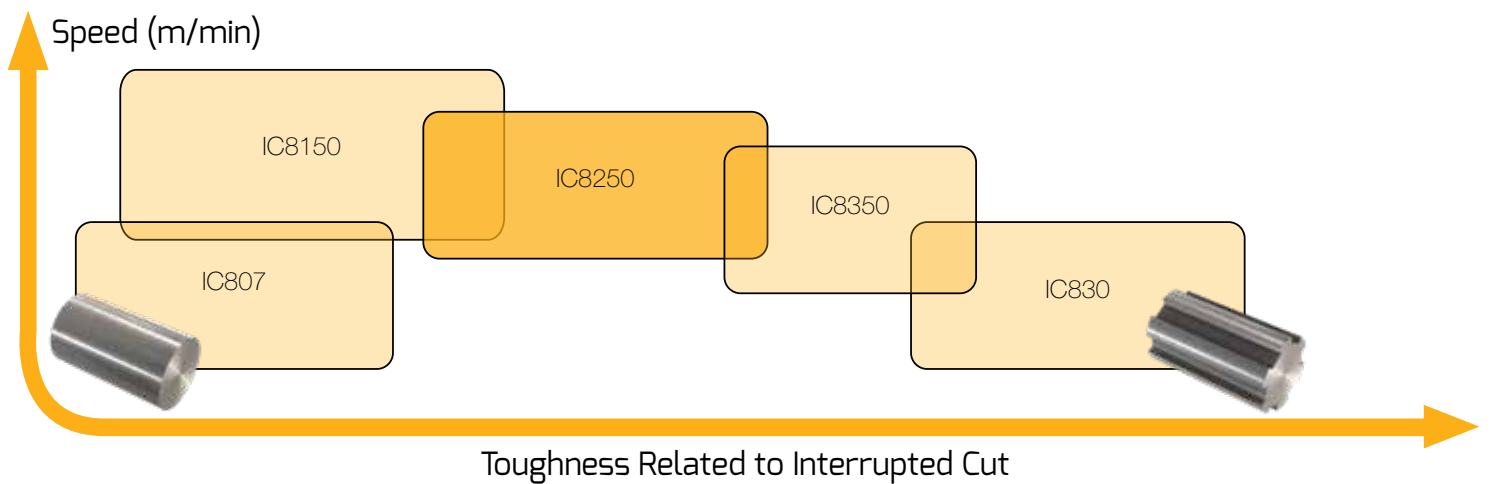 Speed (m/min)
IC8150
IC8250
IC8350
IC807
IC830
Toughness Related to Interrupted Cut